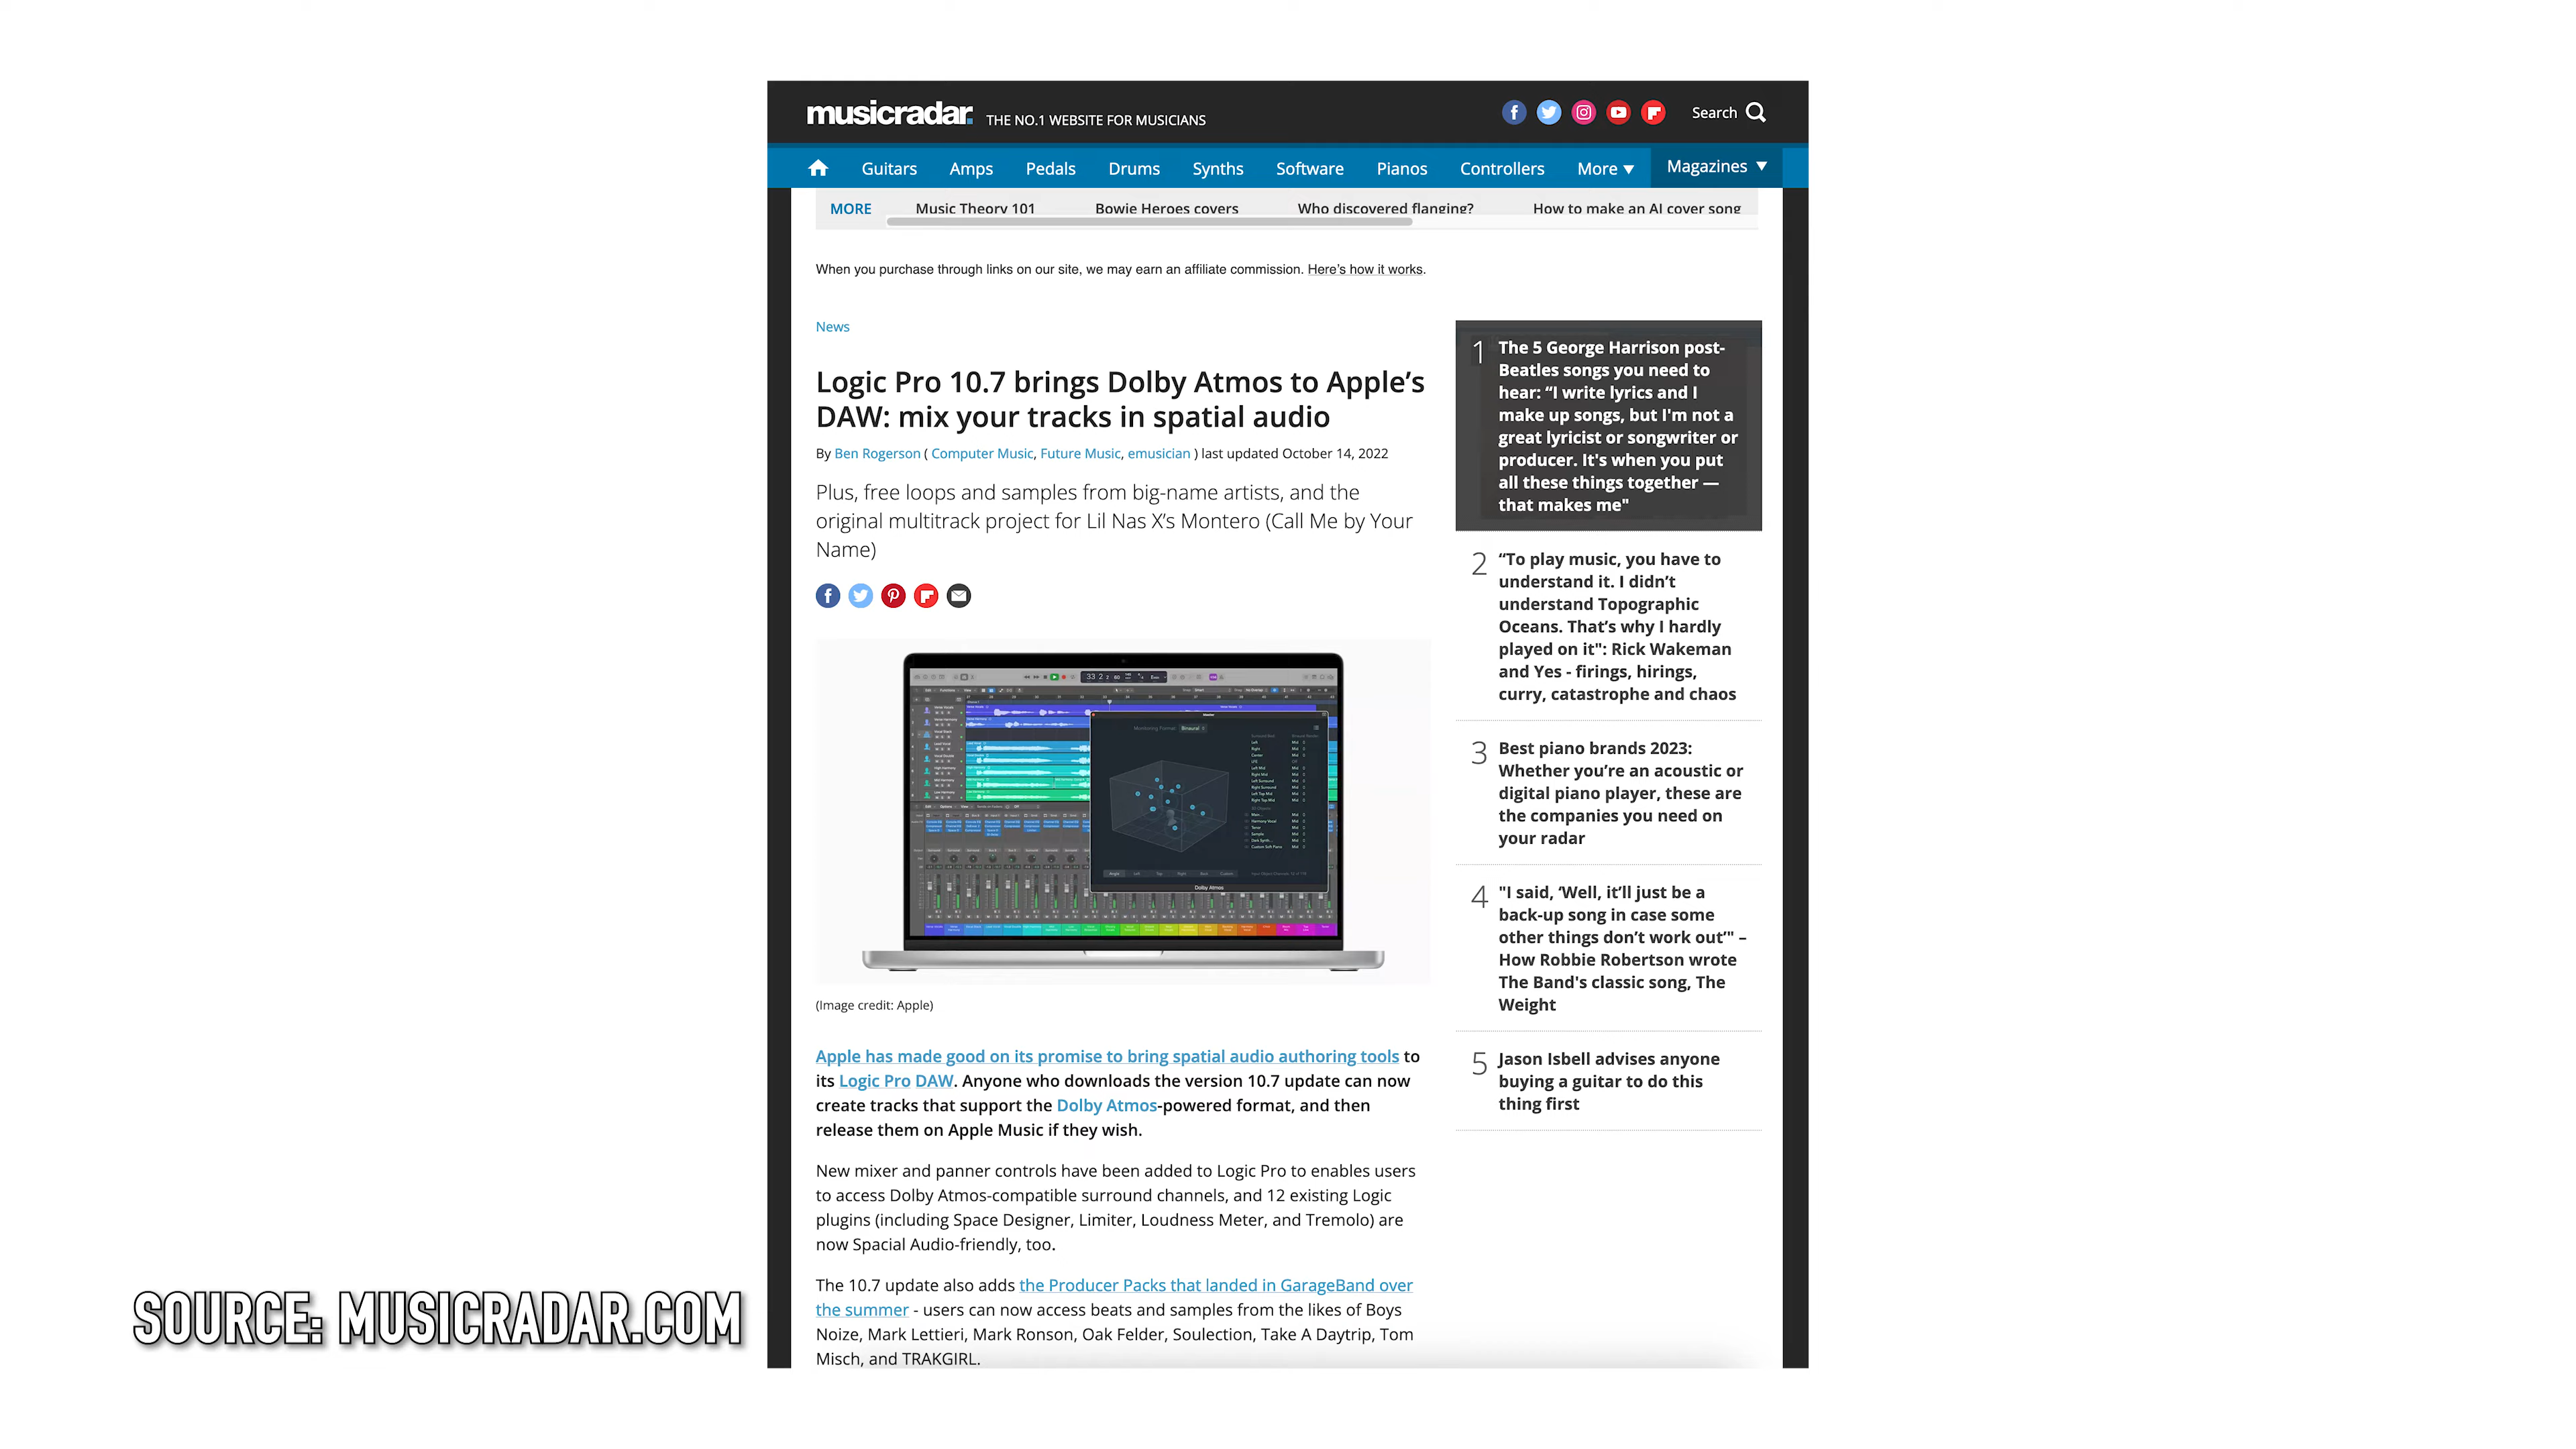 musicradar. THE NO.1 WEBSITE FOR MUSICIANS
Search
Guitars Amps Pedals Drums Synths Software Pianos Controllers More Magazines
MORE Music Theory 101 Bowie Heroes covers Who discovered flanging? How to make an AI cover song
When you purchase through links on our site, we may earn an affiliate commission. Here's how it works.
News
Logic Pro 10.7 brings Dolby Atmos to Apple's
DAW: mix your tracks in spatial audio
By Ben Rogerson ( Computer Music, Future Music, emusician ) last updated October 14, 2022
Plus, free loops and samples from big-name artists, and the
original multitrack project for Lil Nas X's Montero (Call Me by Your
Name)
Monitoring Format: Binaural
Dolby Atmos
(Image credit: Apple)
Apple has made good on its promise to bring spatial audio authoring tools to
its Logic Pro DAW. Anyone who downloads the version 10.7 update can now
create tracks that support the Dolby Atmos-powered format, and then
release them on Apple Music if they wish.
New mixer and panner controls have been added to Logic Pro to enables users
to access Dolby Atmos-compatible surround channels, and 12 existing Logic
plugins (including Space Designer, Limiter, Loudness Meter, and Tremolo) are
now Spacial Audio-friendly, too.
The 10.7 update also adds the Producer Packs that landed in GarageBand over
the summer - users can now access beats and samples from the likes of Boys
Noize, Mark Lettieri, Mark Ronson, Oak Felder, Soulection, Take A Daytrip, Tom
Misch, and TRAKGIRL.
1 The 5 George Harrison post-
Beatles songs you need to
hear: “I write lyrics and I
make up songs, but I'm not a
great lyricist or songwriter or
producer. It's when you put
all these things together —
that makes me"
2 “To play music, you have to
understand it. I didn’t
understand Topographic
Oceans. That’s why I hardly
played on it": Rick Wakeman
and Yes - firings, hirings,
curry, catastrophe and chaos
3 Best piano brands 2023:
Whether you’re an acoustic or
digital piano player, these are
the companies you need on
your radar
4 "I said, ‘Well, it’ll just be a
back-up song in case some
other things don’t work out’" –
How Robbie Robertson wrote
The Band's classic song, The
Weight
5 Jason Isbell advises anyone
buying a guitar to do this
thing first
SOURCE: MUSICRADAR.COM